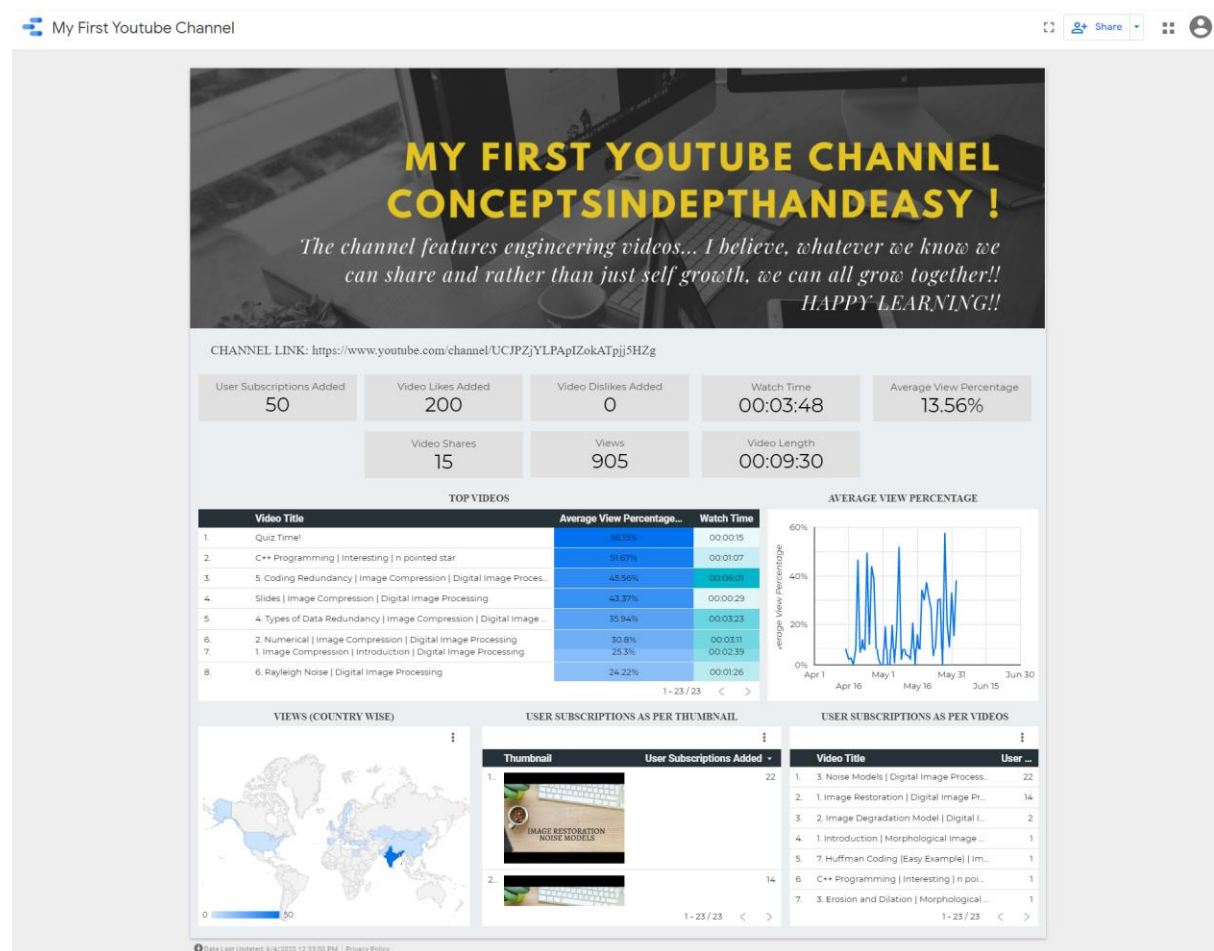 My First Youtube Channel
Share
MY FIRST YOUTUBE CHANNEL
CONCEPTSINDEPTHANDEASY !
The channel features engineering videos... I believe, whatever we know we
can share and rather than just self growth, we can all grow together!!
HAPPY LEARNING!!
CHANNEL LINK: https://www.youtube.com/channel/UCJPZjYLPApIZokATpjj5HZg
User Subscriptions Added
50
Video Likes Added
200
Video Dislikes Added
0
Watch Time
00:03:48
Average View Percentage
13.56%
Video Shares
15
Views
905
Video Length
00:09:30
TOP VIDEOS
Video Title Average View Percentage... Watch Time
1. Quiz Time! 56.15% 00:00:15
2. C++ Programming | Interesting | n pointed star 51.67% 00:01:07
3. 5. Coding Redundancy | Image Compression | Digital Image Proces... 45.56% 00:06:01
4. Slides | Image Compression | Digital Image Processing 43.37% 00:00:29
5. 4. Types of Data Redundancy | Image Compression | Digital Image ... 35.94% 00:03:23
6. 2. Numerical | Image Compression | Digital Image Processing 30.8% 00:03:11
7. 1. Image Compression | Introduction | Digital Image Processing 25.3% 00:02:39
8. 6. Rayleigh Noise | Digital Image Processing 24.22% 00:01:26
1 - 23 / 23
AVERAGE VIEW PERCENTAGE
verage View Percentage
60%
40%
20%
0%
Apr 1 May 1 May 31 Jun 30
Apr 16 May 16 Jun 15
VIEWS (COUNTRY WISE)
0 50
USER SUBSCRIPTIONS AS PER THUMBNAIL
Thumbnail User Subscriptions Added
1... 22
IMAGE RESTORATION
NOISE MODELS
2... 14
1 - 23 / 23
USER SUBSCRIPTIONS AS PER VIDEOS
Video Title User ...
1. 3. Noise Models | Digital Image Process... 22
2. 1. Image Restoration | Digital Image Pr... 14
3. 2. Image Degradation Model | Digital I... 2
4. 1. Introduction | Morphological Image ... 1
5. 7. Huffman Coding (Easy Example) | Im... 1
6. C++ Programming | Interesting | n poi... 1
7. 3. Erosion and Dilation | Morphological ... 1
1 - 23 / 23
Data Last Updated: 6/4/2020 12:33:00 PM | Privacy Policy